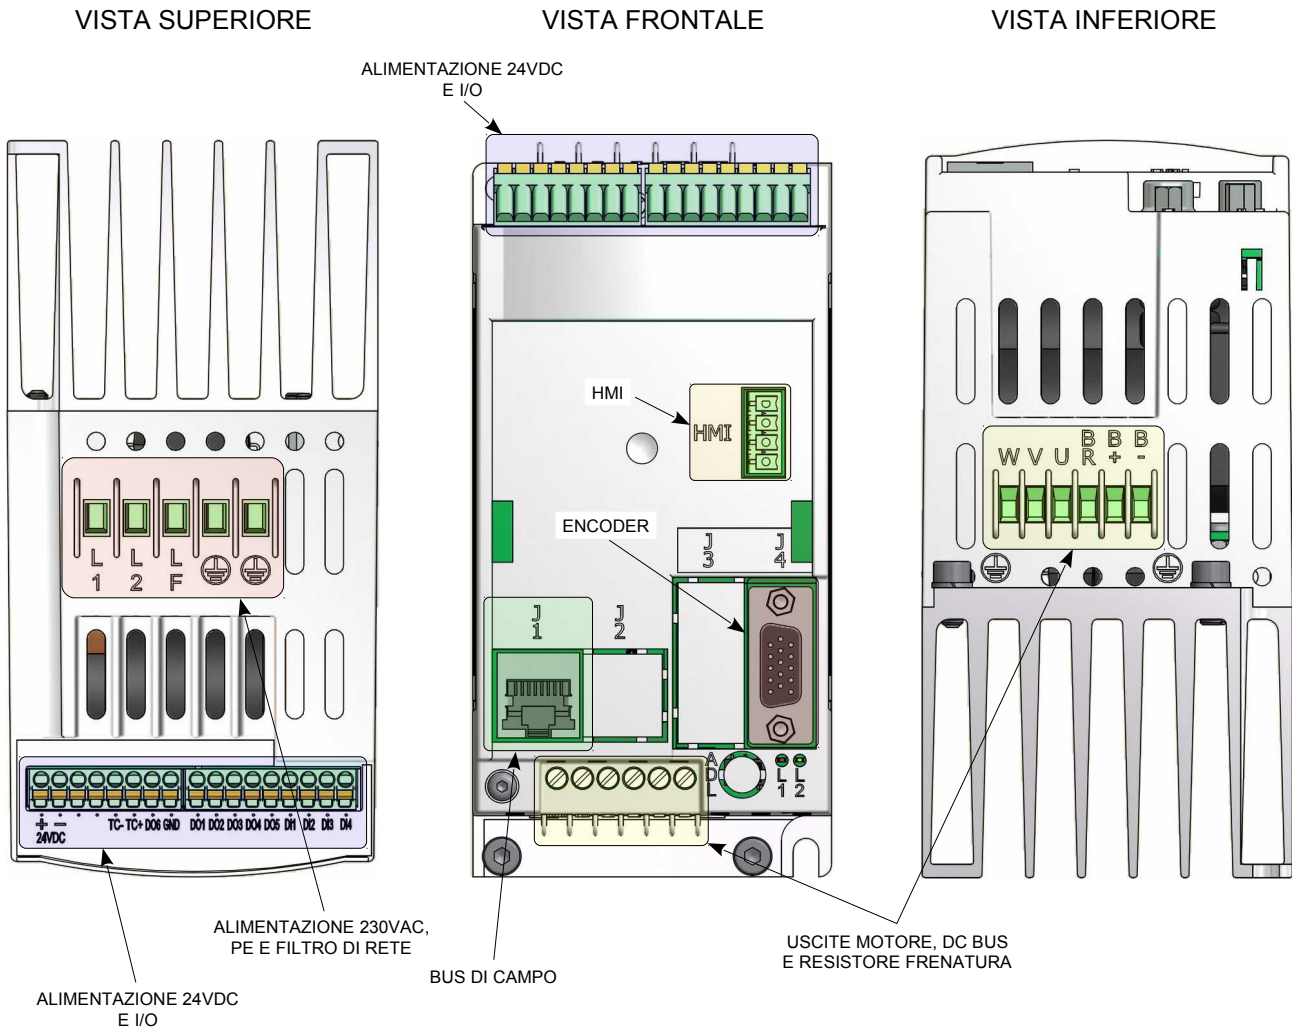 VISTA SUPERIORE
VISTA FRONTALE
VISTA INFERIORE
ALIMENTAZIONE 24VDC
E I/O
HMI
HMI
ENCODER
J
3
J
4
J
1
J
2
A
D
L
L
1
L
2
W V U B
R B
+ B
-
L
1
L
2
L
F
+ - TC- TC+ DO6 GND DO1 DO2 DO3 DO4 DO5 DI1 DI2 DI3 DI4
24VDC
ALIMENTAZIONE 230VAC,
PE E FILTRO DI RETE
BUS DI CAMPO
USCITE MOTORE, DC BUS
E RESISTORE FRENATURA
ALIMENTAZIONE 24VDC
E I/O